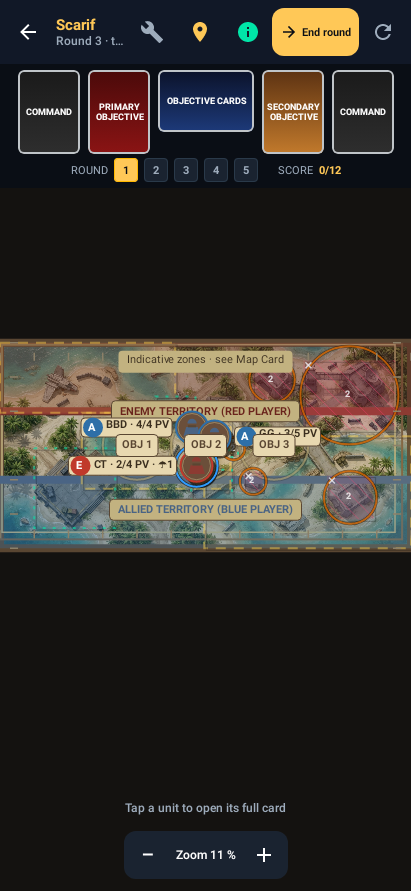 Scarif
Round 3 · t...
End round
COMMAND
PRIMARY
OBJECTIVE
OBJECTIVE CARDS
SECONDARY
OBJECTIVE
COMMAND
ROUND 1 2 3 4 5 SCORE 0/12
Indicative zones · see Map Card
2
2
ENEMY TERRITORY (RED PLAYER)
A BBD · 4/4 PV
A GG · 3/5 PV
OBJ 1
OBJ 2
OBJ 3
E CT · 2/4 PV · ☂1
2
2
ALLIED TERRITORY (BLUE PLAYER)
Tap a unit to open its full card
− Zoom 11 % +